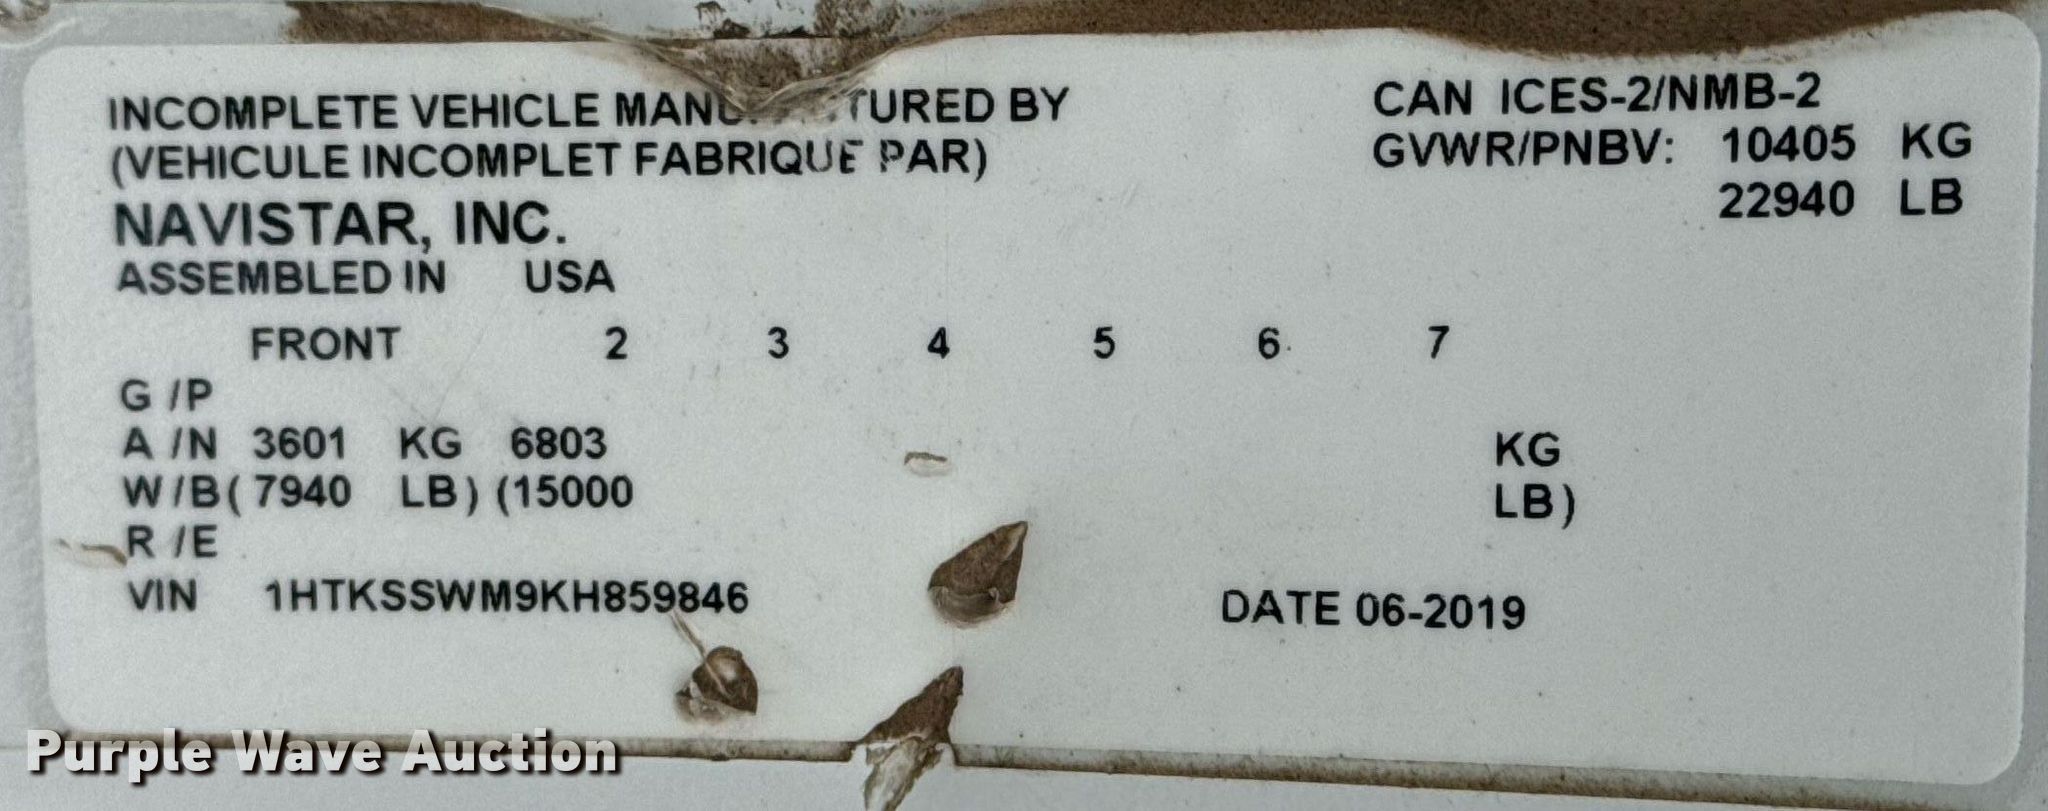 INCOMPLETE VEHICLE MANUFACTURED BY
(VEHICULE INCOMPLET FABRIQUE PAR)
NAVISTAR, INC.
ASSEMBLED IN USA
CAN ICES-2/NMB-2
GVWR/PNBV: 10405 KG
22940 LB
FRONT 2 3 4 5 6 7
G /P
A /N 3601 KG 6803 KG
W/B ( 7940 LB) (15000 LB)
R /E
VIN 1HTKSSWM9KH859846
DATE 06-2019
Purple Wave Auction